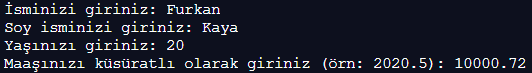 İsminizi giriniz: Furkan
Soy isminizi giriniz: Kaya
Yaşınızı giriniz: 20
Maaşınızı küsüratlı olarak giriniz (örn: 2020.5): 10000.72